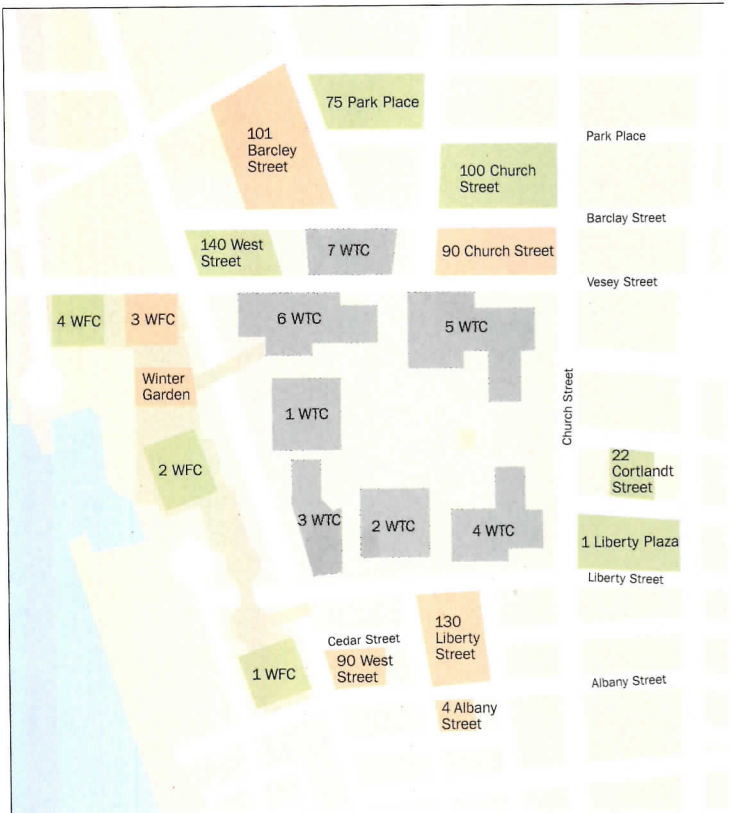 75 Park Place
101
Barcley
Street
Park Place
100 Church
Street
Barclay Street
140 West
Street
7 WTC
90 Church Street
Vesey Street
4 WFC
3 WFC
6 WTC
5 WTC
Winter
Garden
1 WTC
Church Street
2 WFC
22
Cortlandt
Street
3 WTC
2 WTC
4 WTC
1 Liberty Plaza
Liberty Street
130
Liberty
Street
Cedar Street
90 West
Street
1 WFC
Albany Street
4 Albany
Street